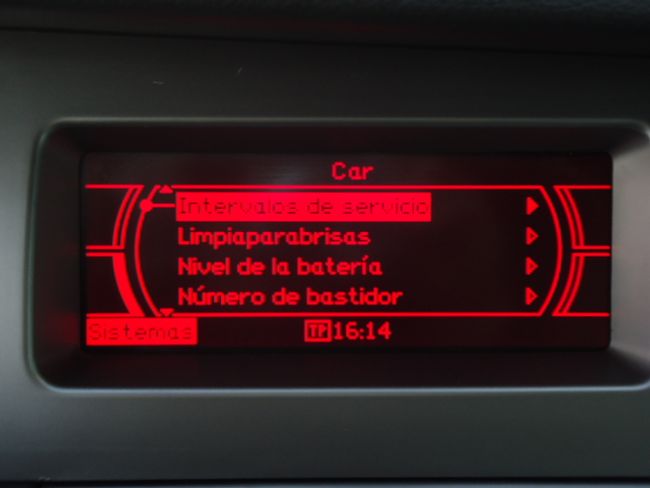 Car
Intervalos de servicio
Limpiaparabrisas
Nivel de la batería
Número de bastidor
Sistemas TP 16:14